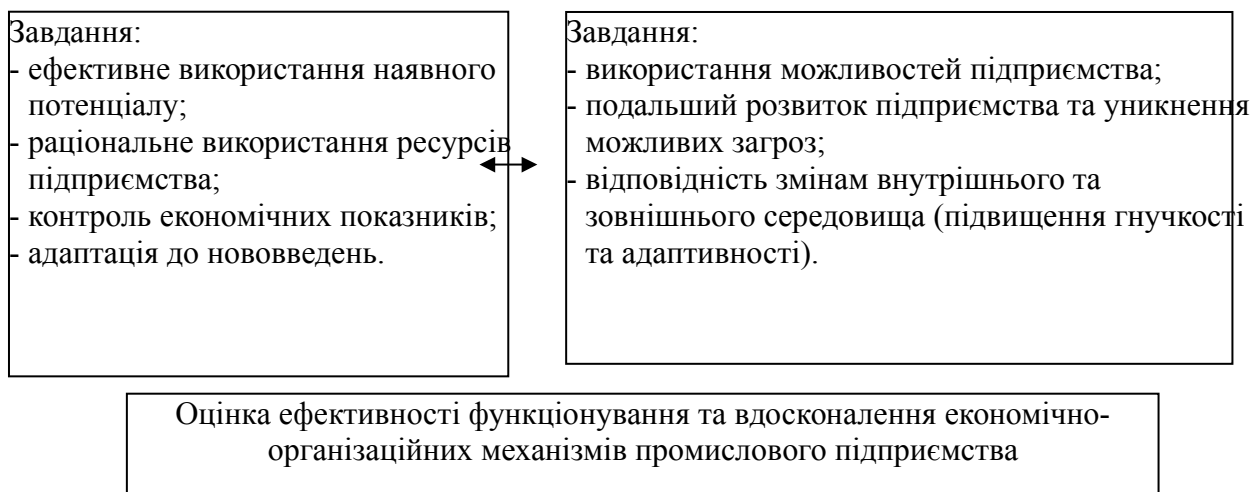 Завдання:
- ефективне використання наявного
потенціалу;
- раціональне використання ресурсів
підприємства;
- контроль економічних показників;
- адаптація до нововведень.
Завдання:
- використання можливостей підприємства;
- подальший розвиток підприємства та уникнення
можливих загроз;
- відповідність змінам внутрішнього та
зовнішнього середовища (підвищення гнучкості
та адаптивності).
Оцінка ефективності функціонування та вдосконалення економічно-
організаційних механізмів промислового підприємства